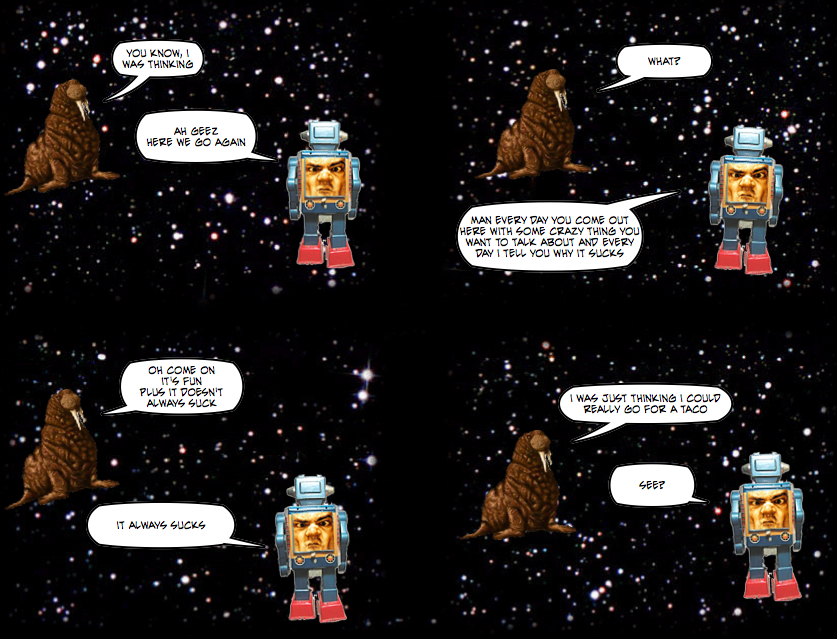 YOU KNOW, I
WAS THINKING
AH GEEZ
HERE WE GO AGAIN
WHAT?
MAN EVERY DAY YOU COME OUT
HERE WITH SOME CRAZY THING YOU
WANT TO TALK ABOUT AND EVERY
DAY I TELL YOU WHY IT SUCKS
OH COME ON
IT'S FUN
PLUS IT DOESN'T
ALWAYS SUCK
IT ALWAYS SUCKS
I WAS JUST THINKING I COULD
REALLY GO FOR A TACO
SEE?